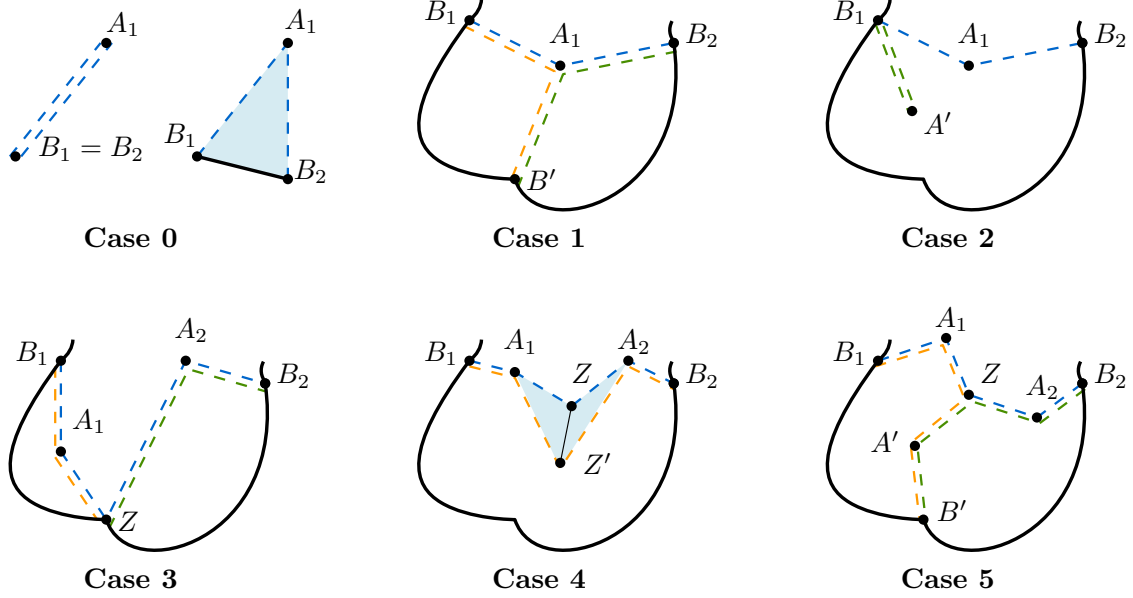 A₁ A₁
B₁ = B₂ B₁ B₂
Case 0
B₁ A₁ B₂
B′
Case 1
B₁ A₁ B₂
A′
Case 2
B₁ A₂ B₂
A₁
Z
Case 3
B₁ A₁ Z A₂ B₂
Z′
Case 4
A₁
B₁ Z A₂ B₂
A′
B′
Case 5